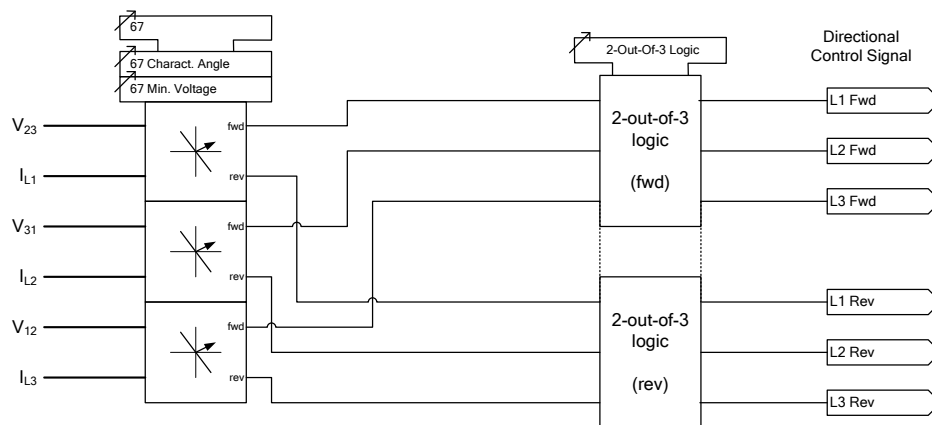 67
67 Charact. Angle
67 Min. Voltage
2-Out-Of-3 Logic
Directional
Control Signal
V23
IL1
V31
IL2
V12
IL3
fwd
rev
fwd
rev
fwd
rev
2-out-of-3
logic
(fwd)
2-out-of-3
logic
(rev)
L1 Fwd
L2 Fwd
L3 Fwd
L1 Rev
L2 Rev
L3 Rev